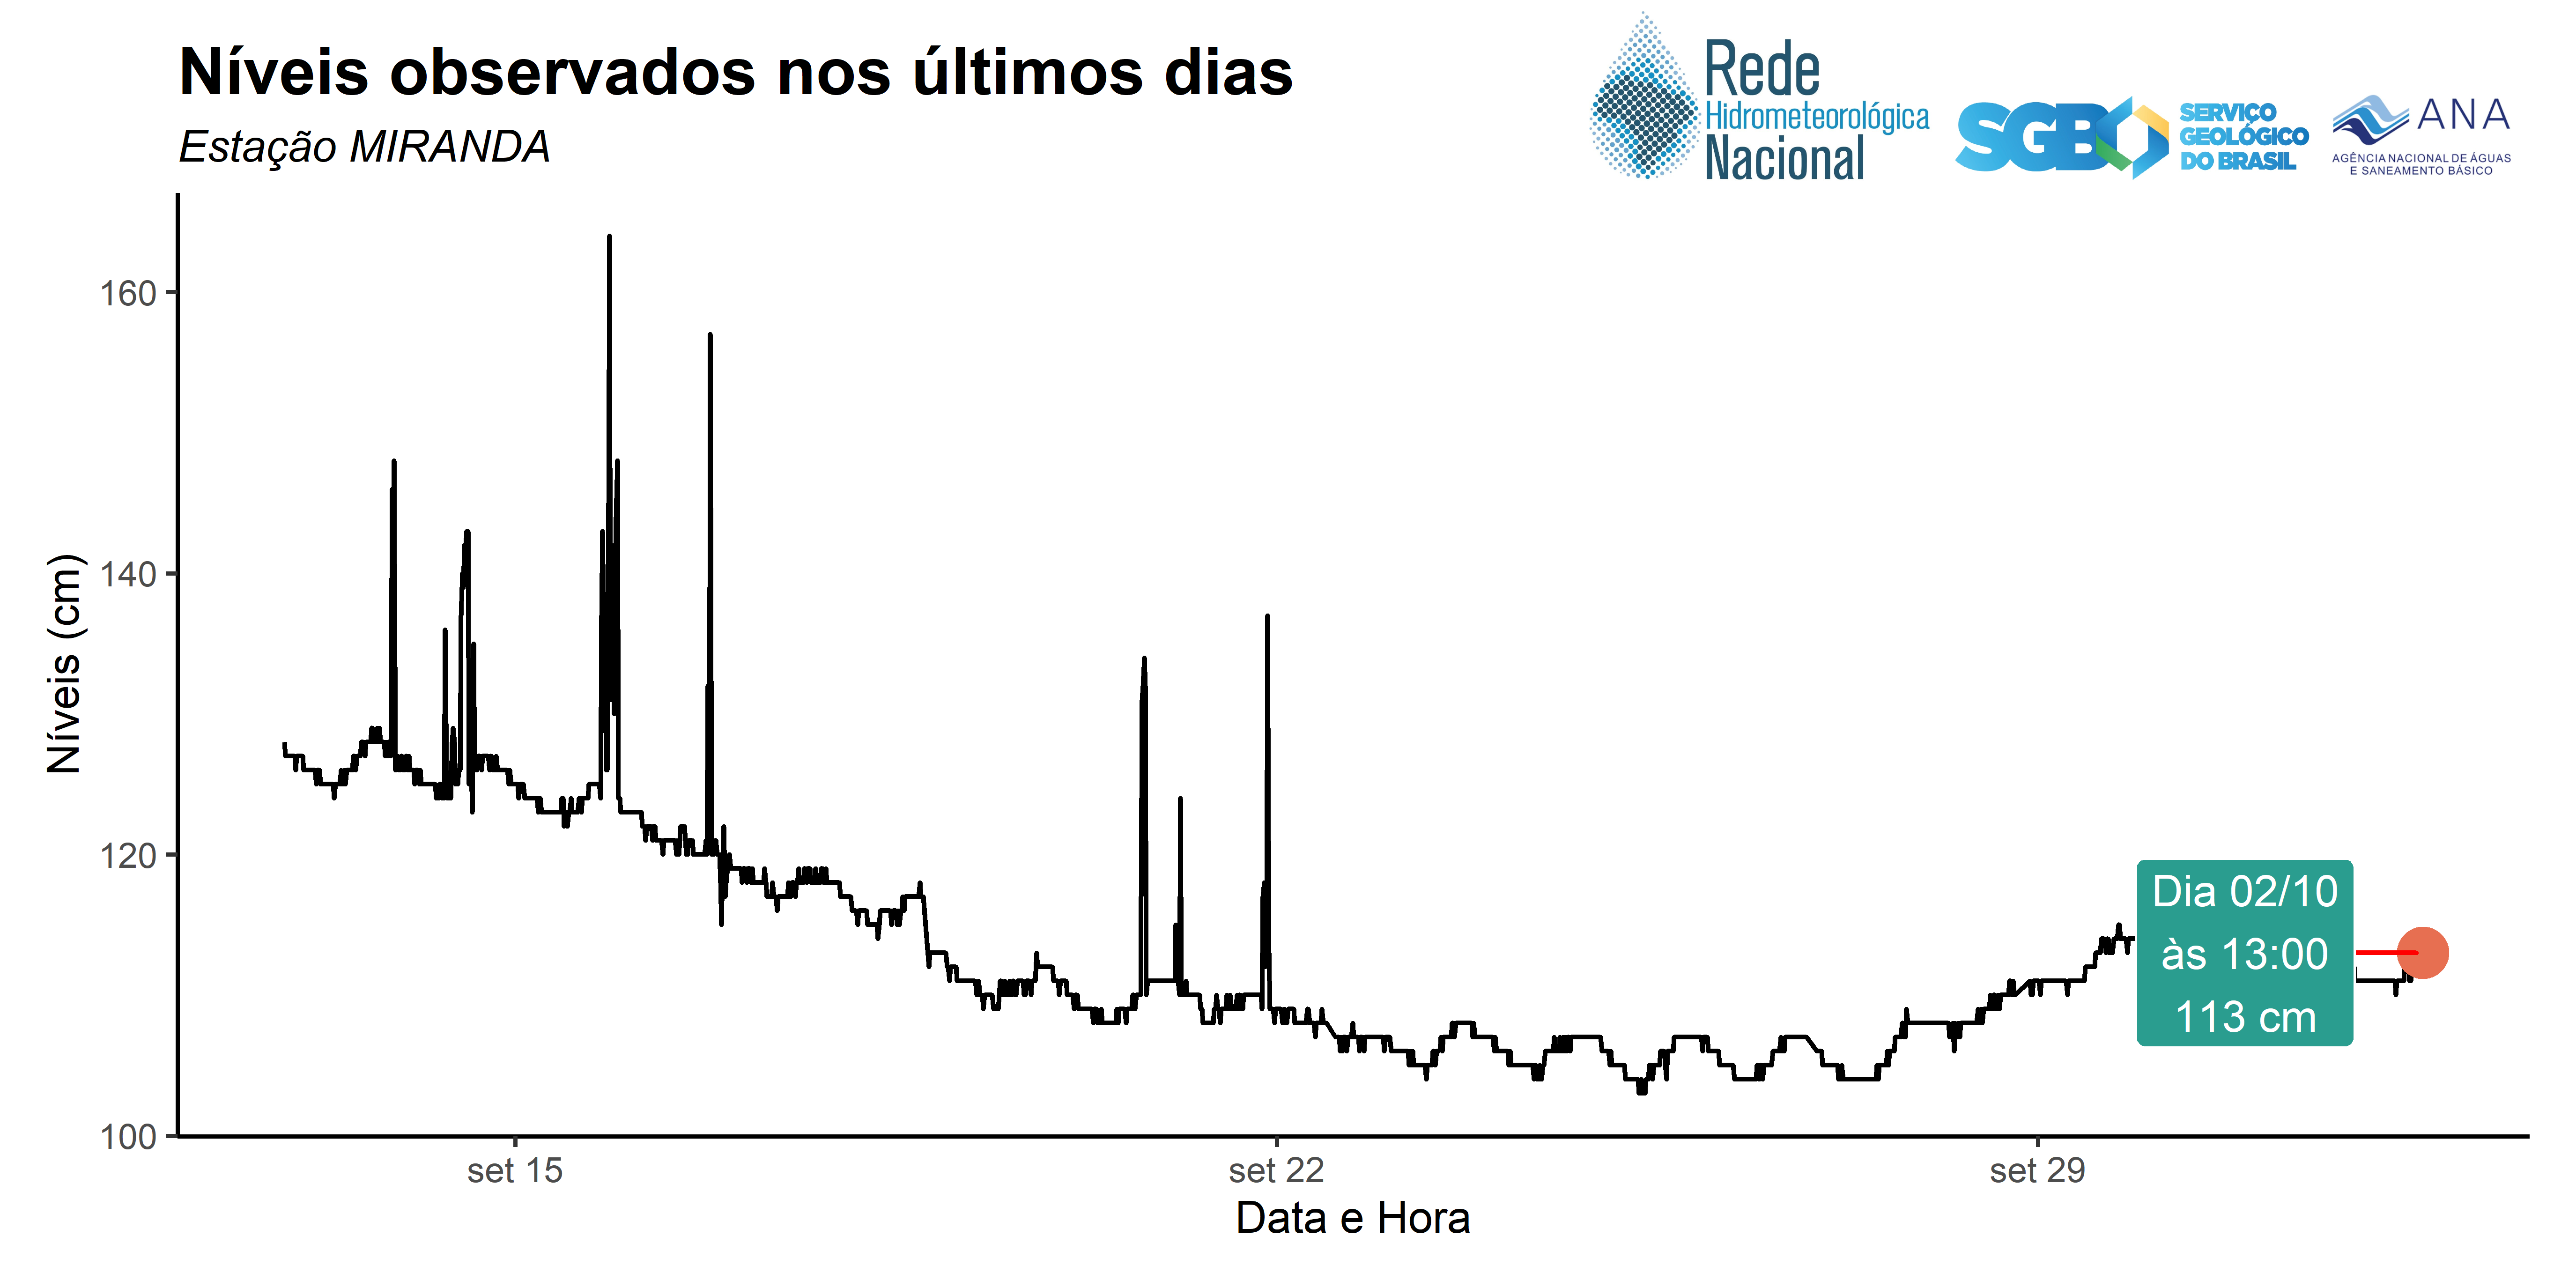 Níveis observados nos últimos dias
Estação MIRANDA
Rede
Hidrometeorológica
Nacional
SGB
SERVIÇO
GEOLÓGICO
DO BRASIL
ANA
AGÊNCIA NACIONAL DE ÁGUAS
E SANEAMENTO BÁSICO
Níveis (cm)
160
140
120
100
Dia 02/10
às 13:00
113 cm
set 15
set 22
set 29
Data e Hora